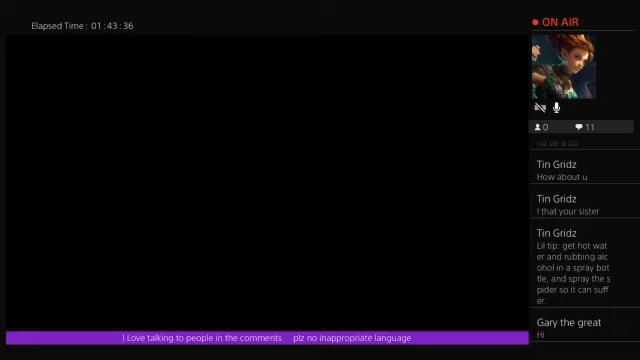 Elapsed Time : 01 : 43 : 36
ON AIR
0 11
I'll be a bit
Tin Gridz
How about u
Tin Gridz
I that your sister
Tin Gridz
Lil tip: get hot wat
er and rubbing alc
ohol in a spray bot
tle, and spray the s
pider so it can suff
er.
Gary the great
Hi
I Love talking to people in the comments plz no inappropriate language